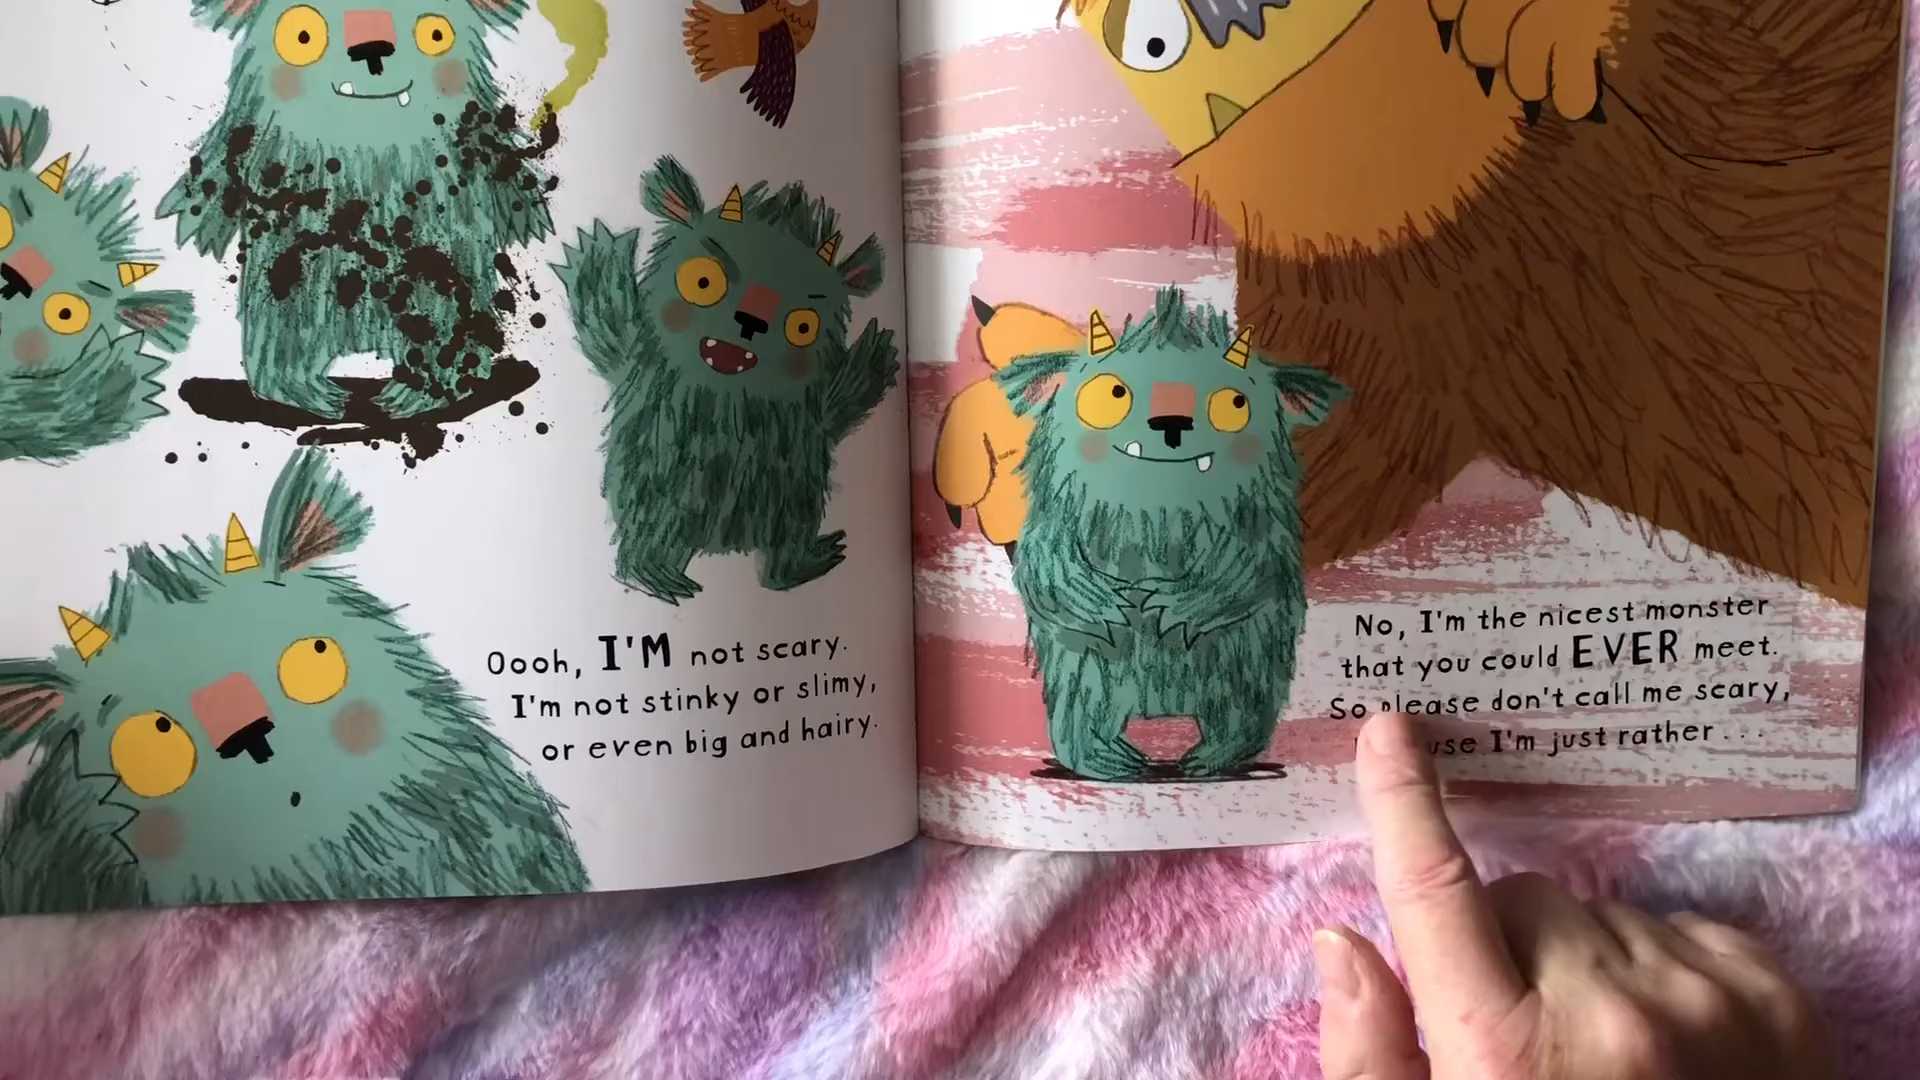 Oooh, I'M not scary.
I'm not stinky or slimy,
or even big and hairy.
No, I'm the nicest monster
that you could EVER meet.
So please don't call me scary,
I'm just rather...